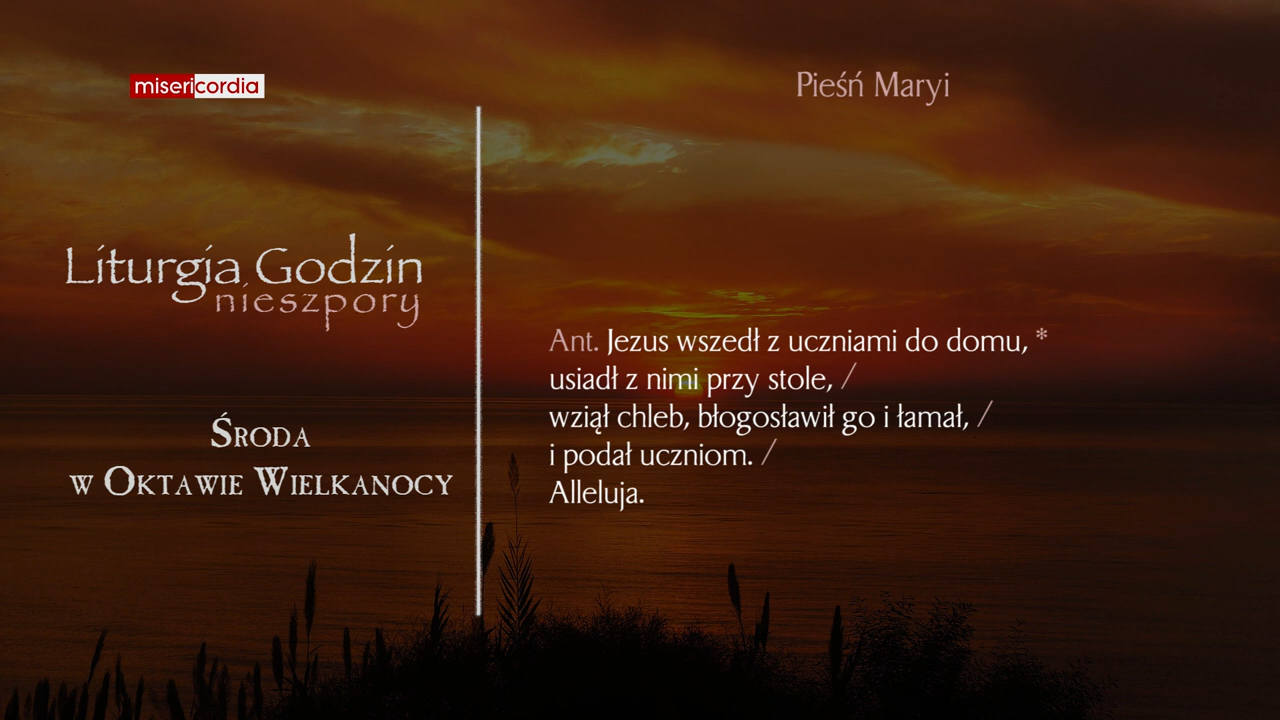 misericordia
Liturgia Godzin
nieszpory
Środa
w Oktawie Wielkanocy
Pieśń Maryi
Ant. Jezus wszedł z uczniami do domu, *
usiadł z nimi przy stole, /
wziął chleb, błogosławił go i łamał, /
i podał uczniom. /
Alleluja.